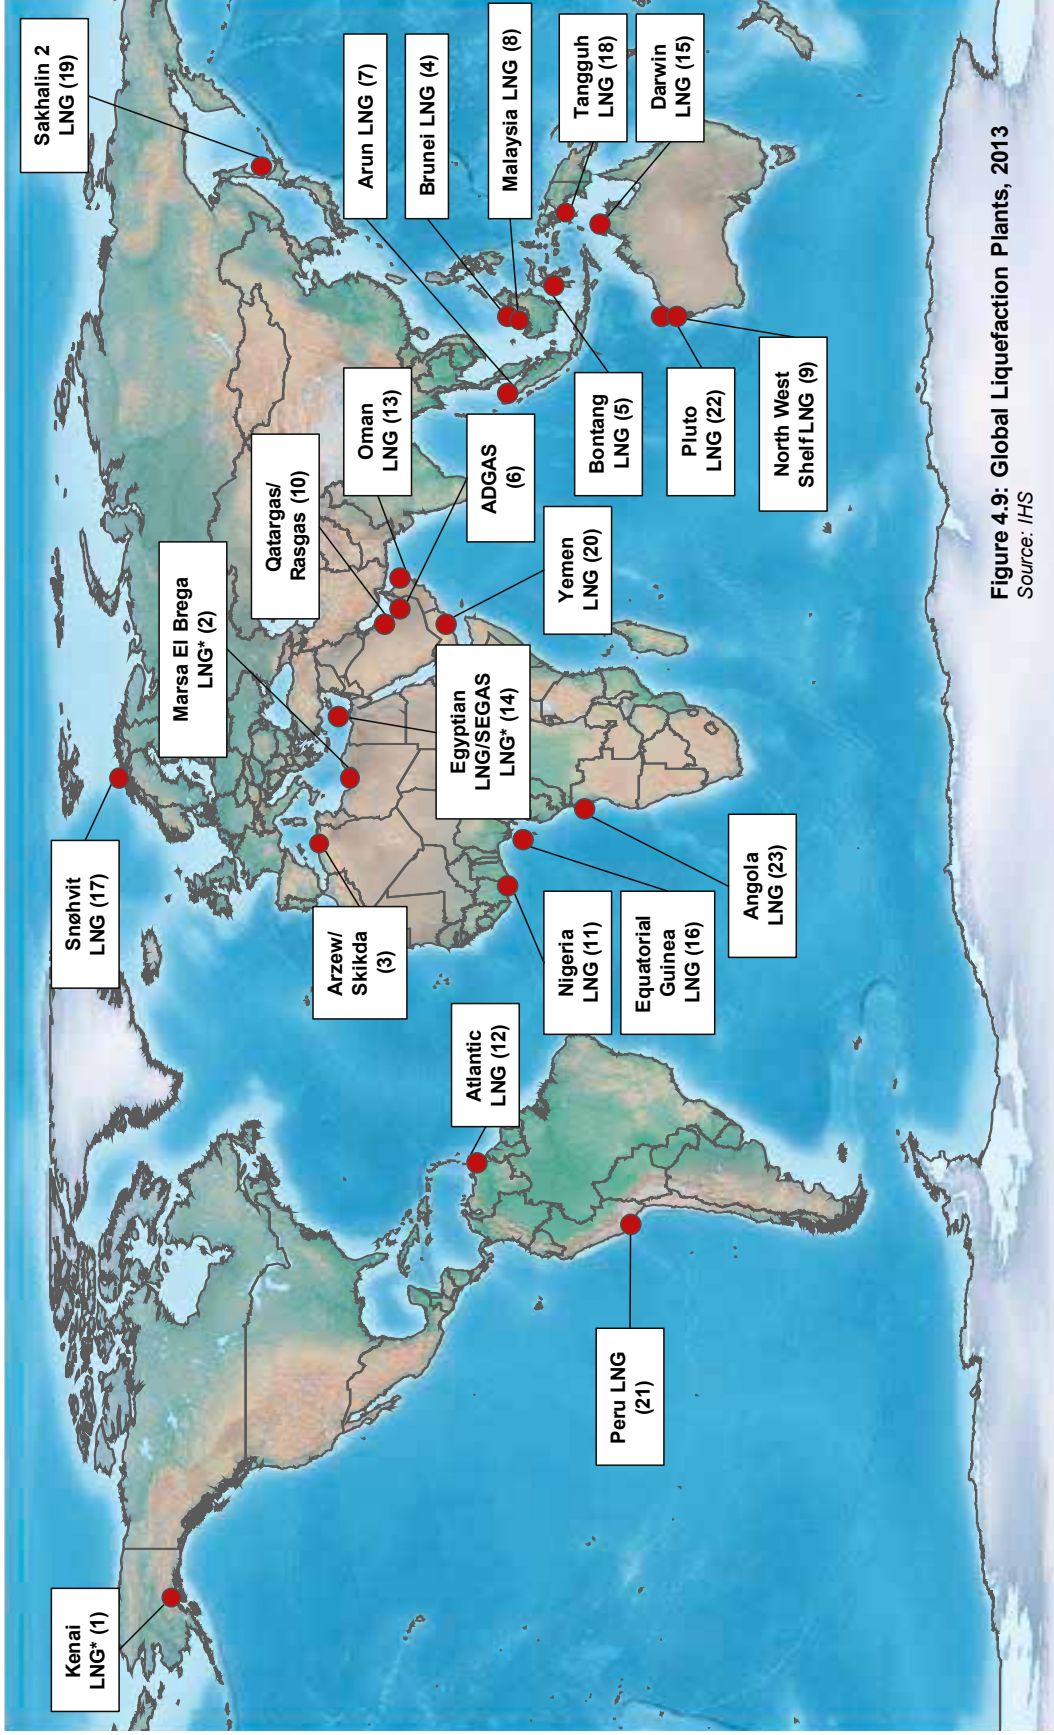 Kenai
LNG* (1)
Snøhvit
LNG (17)
Sakhalin 2
LNG (19)
Marsa El Brega
LNG* (2)
Qatargas/
Rasgas (10)
Arzew/
Skikda
(3)
Oman
LNG (13)
Arun LNG (7)
Brunei LNG (4)
Malaysia LNG (8)
Atlantic
LNG (12)
Egyptian
LNG/SEGAS
LNG* (14)
ADGAS
(6)
Tangguh
LNG (18)
Darwin
LNG (15)
Nigeria
LNG (11)
Yemen
LNG (20)
Bontang
LNG (5)
Peru LNG
(21)
Equatorial
Guinea
LNG (16)
Pluto
LNG (22)
Angola
LNG (23)
North West
Shelf LNG (9)
Figure 4.9: Global Liquefaction Plants, 2013
Source: IHS